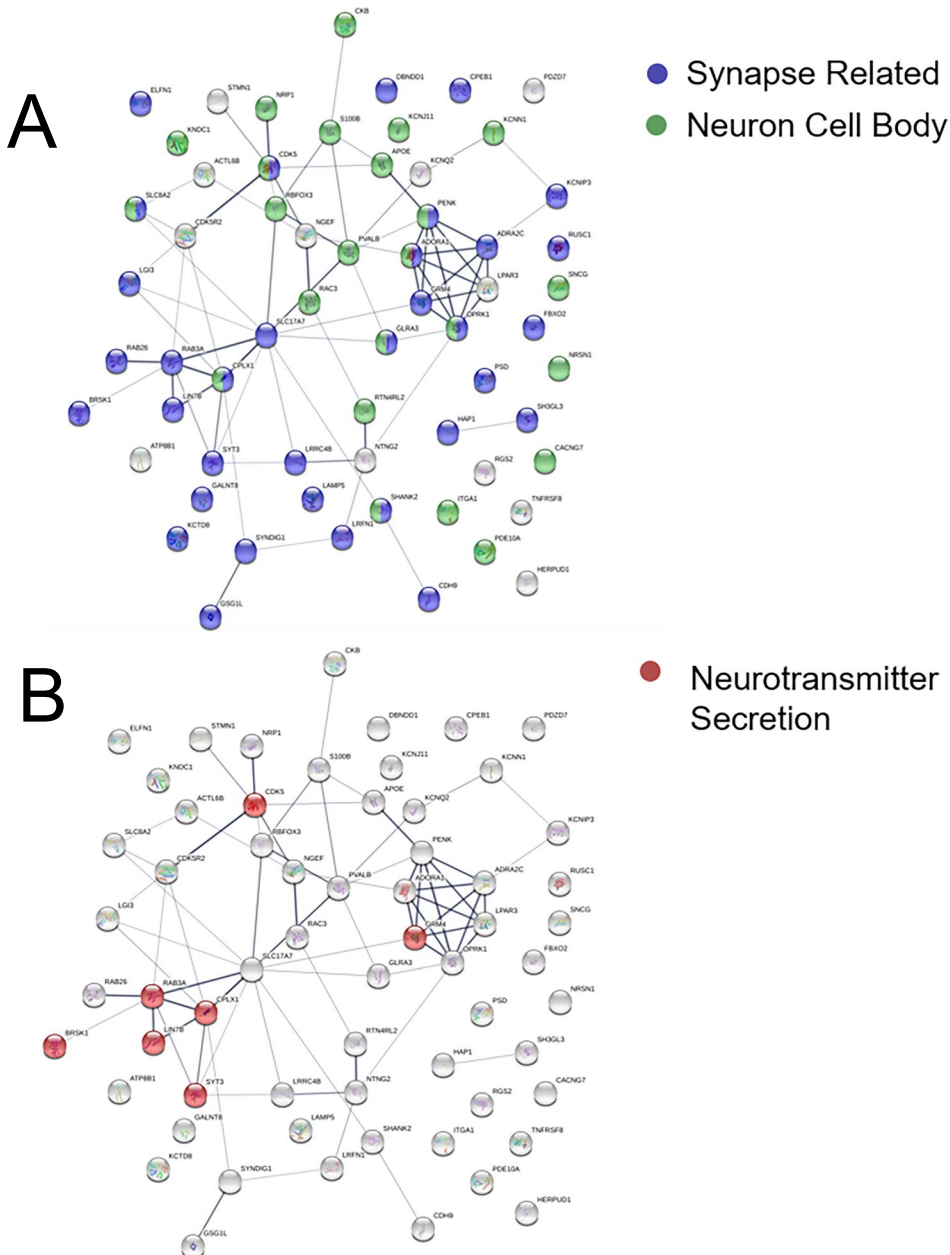 A
Synapse Related
Neuron Cell Body
CKB
DBNDD1
CPEB1
PDZD7
ELFN1
STMN1
NRP1
S100B
KCNJ11
KCNN1
KNDC1
ACTL6B
CDK5
APOE
KCNQ2
KCNIP3
SLC8A2
RBFOX3
PENK
CDK5R2
NGEF
PVALB
ADORA1
ADRA2C
RUSC1
LGI3
RAC3
GRM4
LPAR3
SNCG
SLC17A7
OPRK1
FBXO2
RAB26
RAB3A
CPLX1
GLRA3
PSD
NRSN1
BRSK1
LIN7B
RTN4RL2
HAP1
SH3GL3
ATP8B1
SYT3
LRRC4B
NTNG2
RGS2
CACNG7
GALNT8
LAMP5
SHANK2
ITGA1
TNFRSF8
KCTD8
SYNDIG1
LRFN1
PDE10A
HERPUD1
GSG1L
CDH9
B
Neurotransmitter
Secretion
CKB
ELFN1
STMN1
NRP1
DBNDD1
CPEB1
PDZD7
KNDC1
S100B
KCNJ11
KCNN1
ACTL6B
CDK5
APOE
KCNQ2
KCNIP3
SLC8A2
RBFOX3
PENK
CDK5R2
NGEF
PVALB
ADORA1
ADRA2C
RUSC1
LGI3
RAC3
GRM4
LPAR3
SNCG
SLC17A7
GLRA3
OPRK1
FBXO2
RAB26
RAB3A
CPLX1
PSD
NRSN1
BRSK1
LIN7B
RTN4RL2
HAP1
SH3GL3
ATP8B1
SYT3
LRRC4B
NTNG2
RGS2
CACNG7
GALNT8
LAMP5
SHANK2
ITGA1
TNFRSF8
KCTD8
SYNDIG1
LRFN1
PDE10A
HERPUD1
GSG1L
CDH9